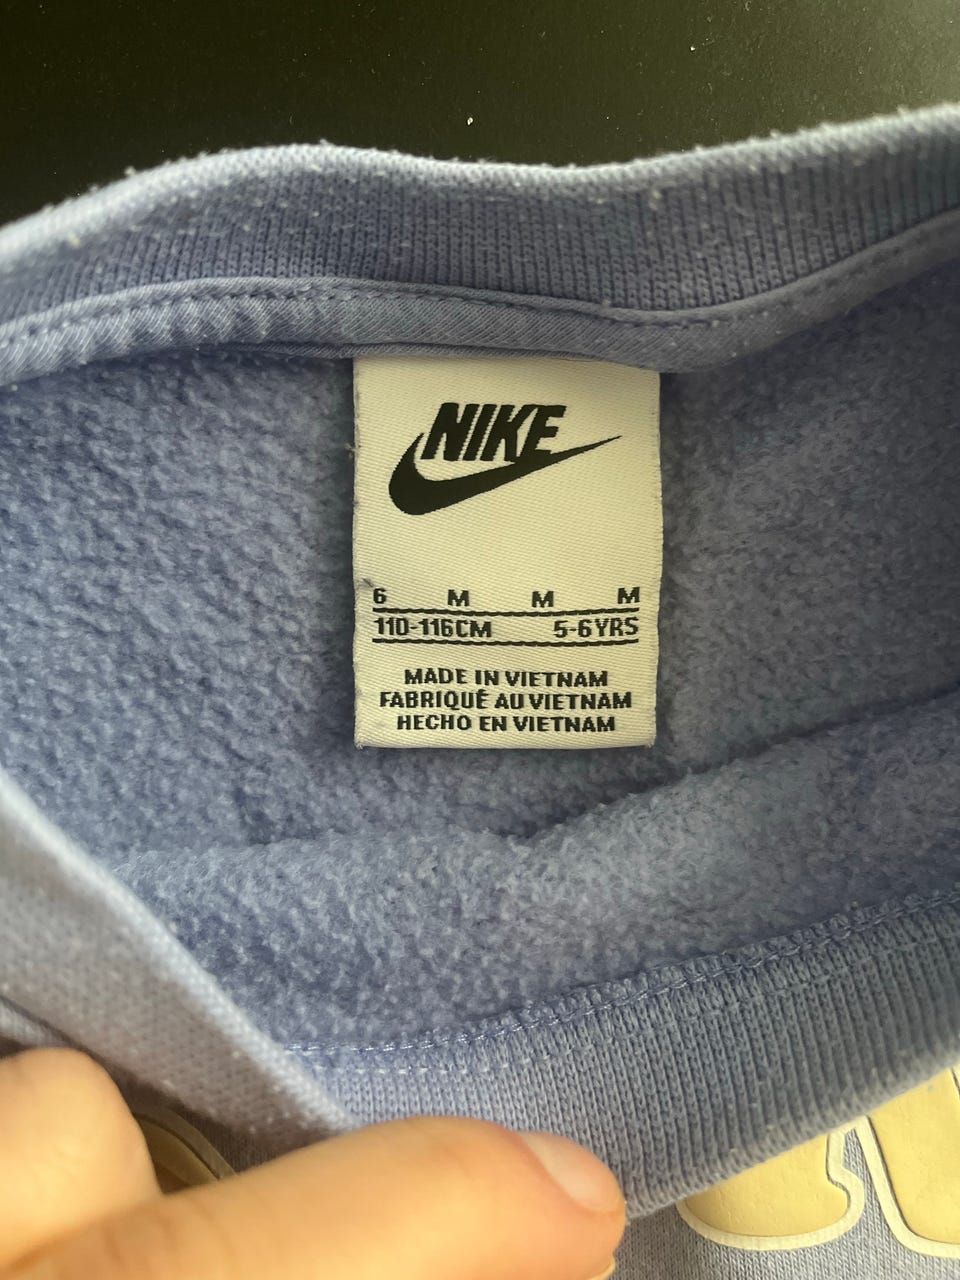 NIKE
6 M M M
110-116CM 5-6YRS
MADE IN VIETNAM
FABRIQUÉ AU VIETNAM
HECHO EN VIETNAM